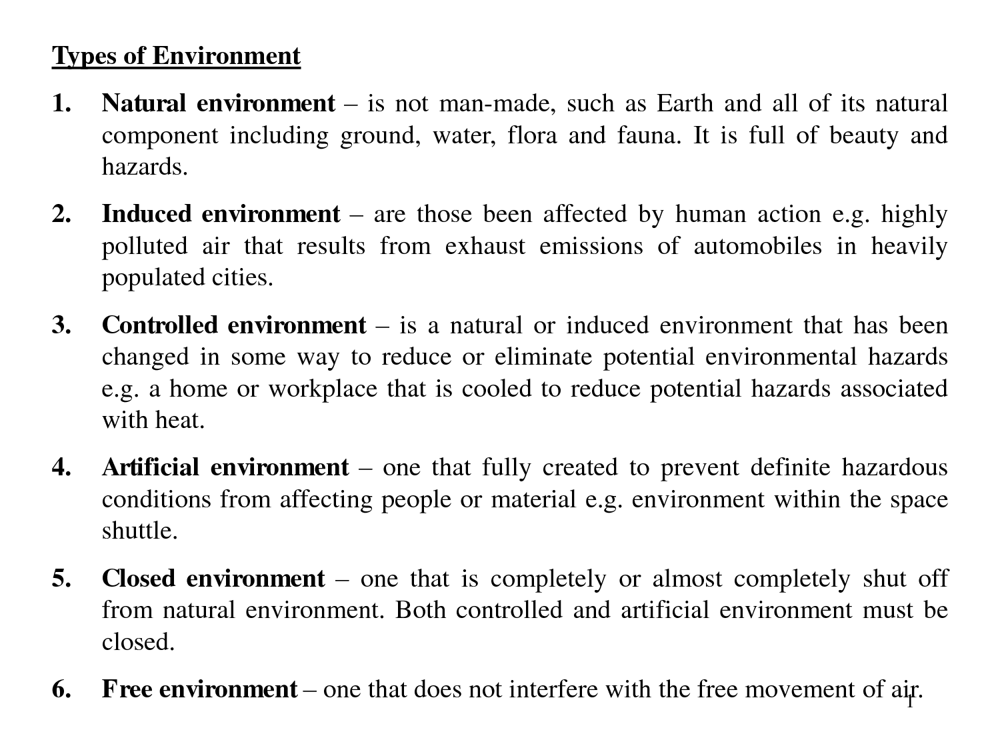 Types of Environment
1. Natural environment – is not man-made, such as Earth and all of its natural
component including ground, water, flora and fauna. It is full of beauty and
hazards.
2. Induced environment – are those been affected by human action e.g. highly
polluted air that results from exhaust emissions of automobiles in heavily
populated cities.
3. Controlled environment – is a natural or induced environment that has been
changed in some way to reduce or eliminate potential environmental hazards
e.g. a home or workplace that is cooled to reduce potential hazards associated
with heat.
4. Artificial environment – one that fully created to prevent definite hazardous
conditions from affecting people or material e.g. environment within the space
shuttle.
5. Closed environment – one that is completely or almost completely shut off
from natural environment. Both controlled and artificial environment must be
closed.
6. Free environment – one that does not interfere with the free movement of air.
1